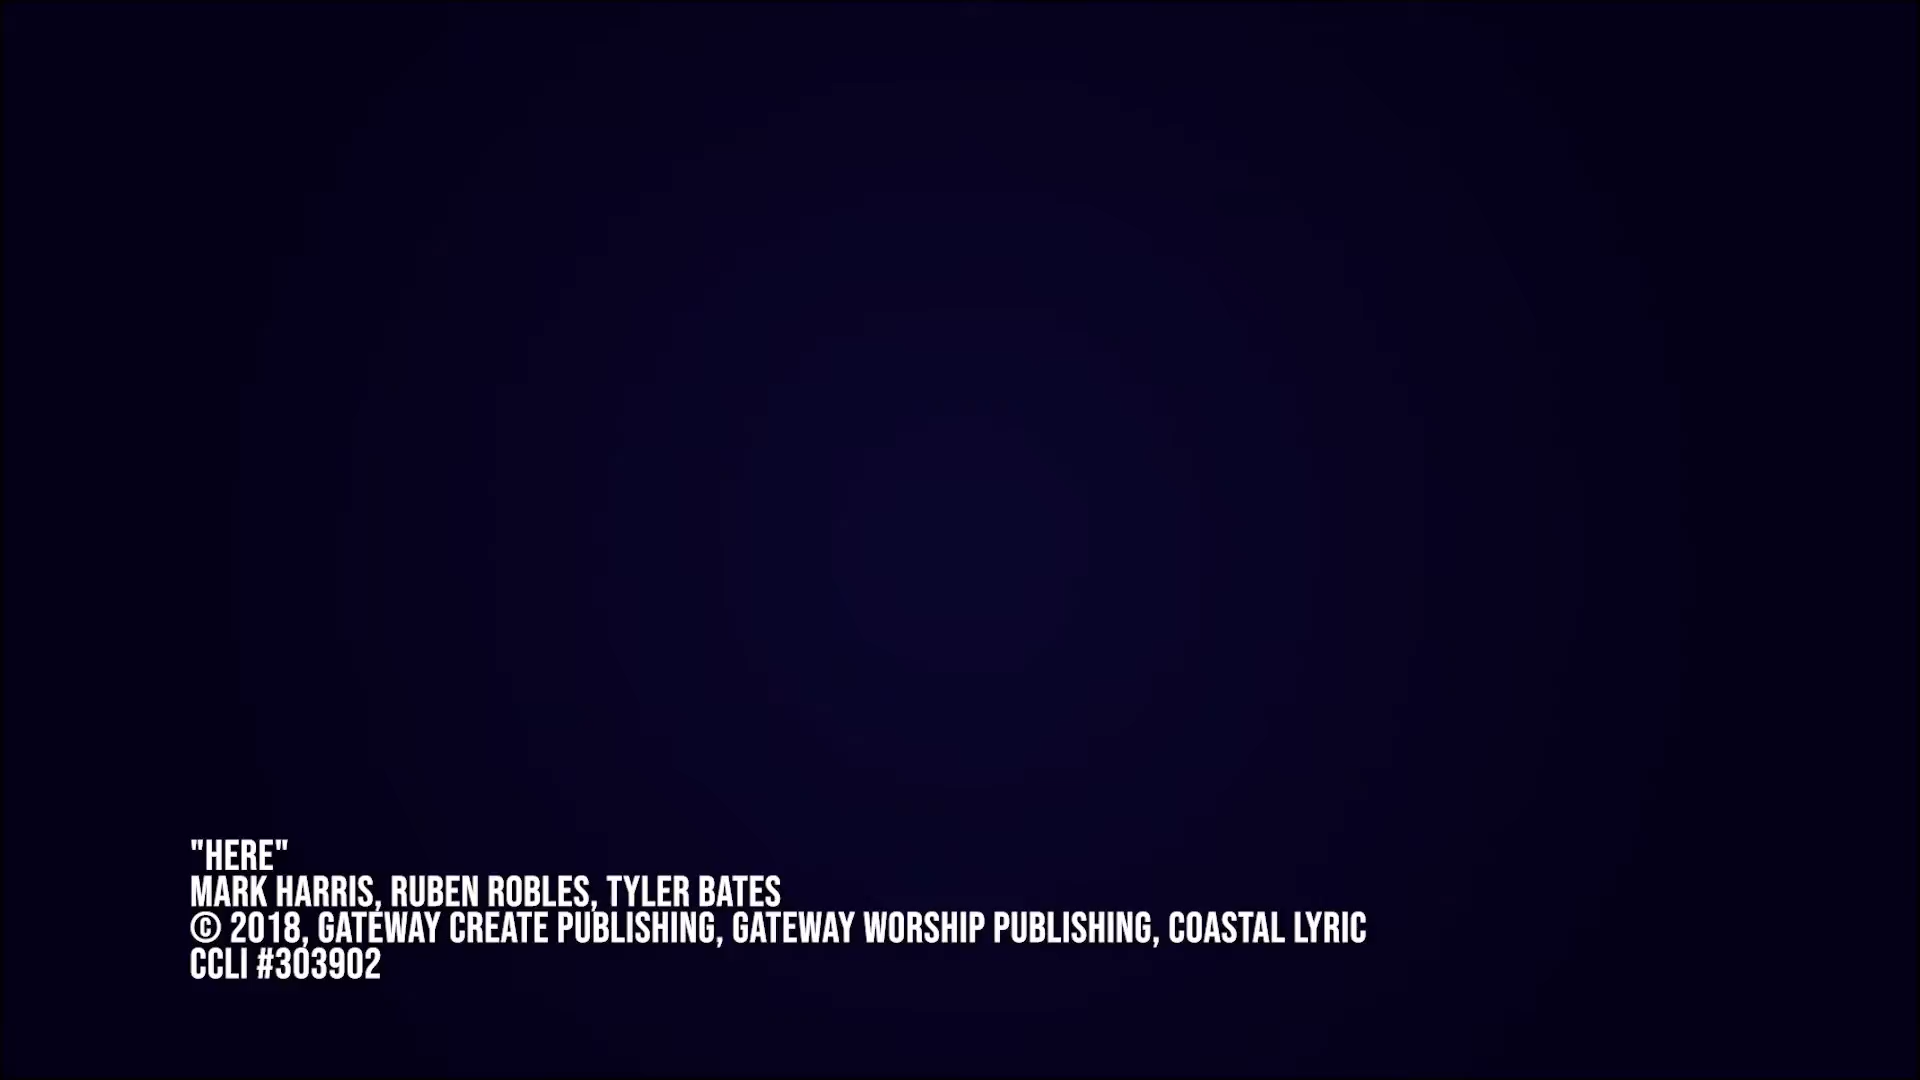 "HERE"
MARK HARRIS, RUBEN ROBLES, TYLER BATES
© 2018, GATEWAY CREATE PUBLISHING, GATEWAY WORSHIP PUBLISHING, COASTAL LYRIC
CCLI #303902